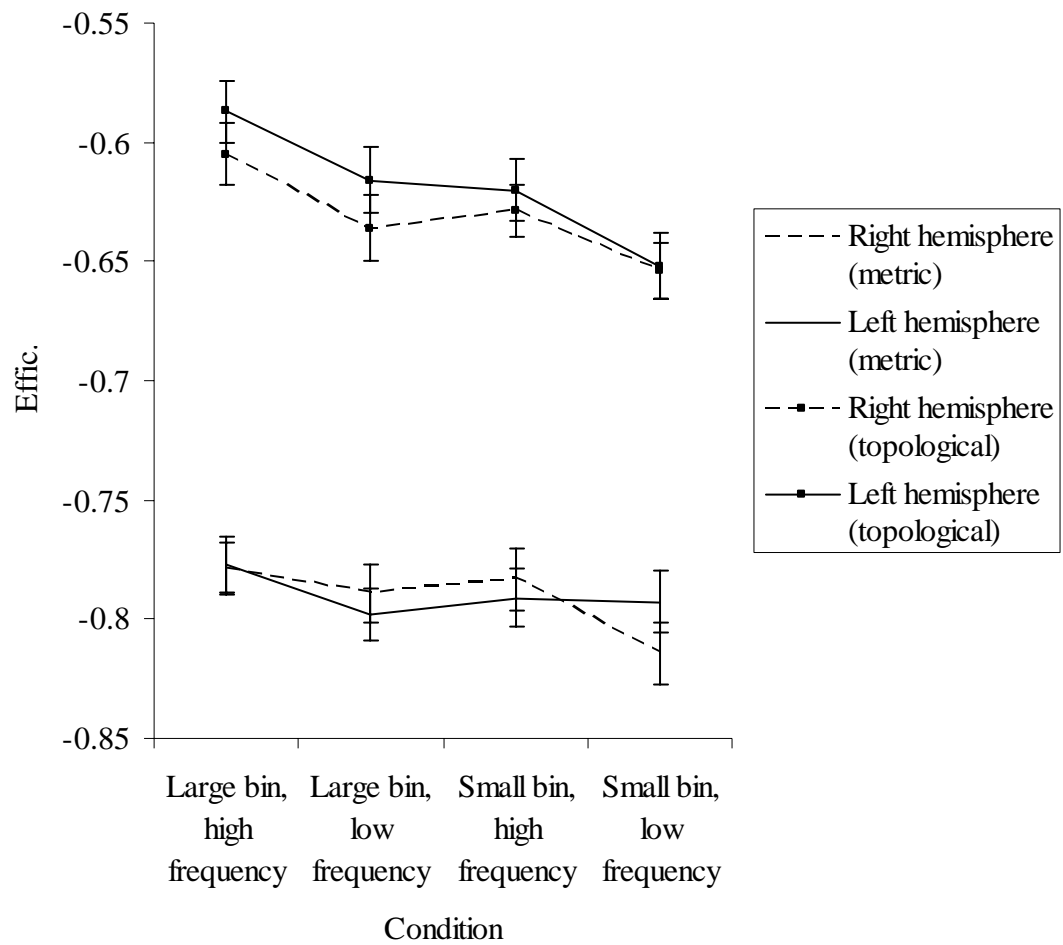 -0.55
-0.6
-0.65
-0.7
-0.75
-0.8
-0.85
Effic.
Large bin, high frequency
Large bin, low frequency
Small bin, high frequency
Small bin, low frequency
Condition
Right hemisphere
(metric)
Left hemisphere
(metric)
Right hemisphere
(topological)
Left hemisphere
(topological)